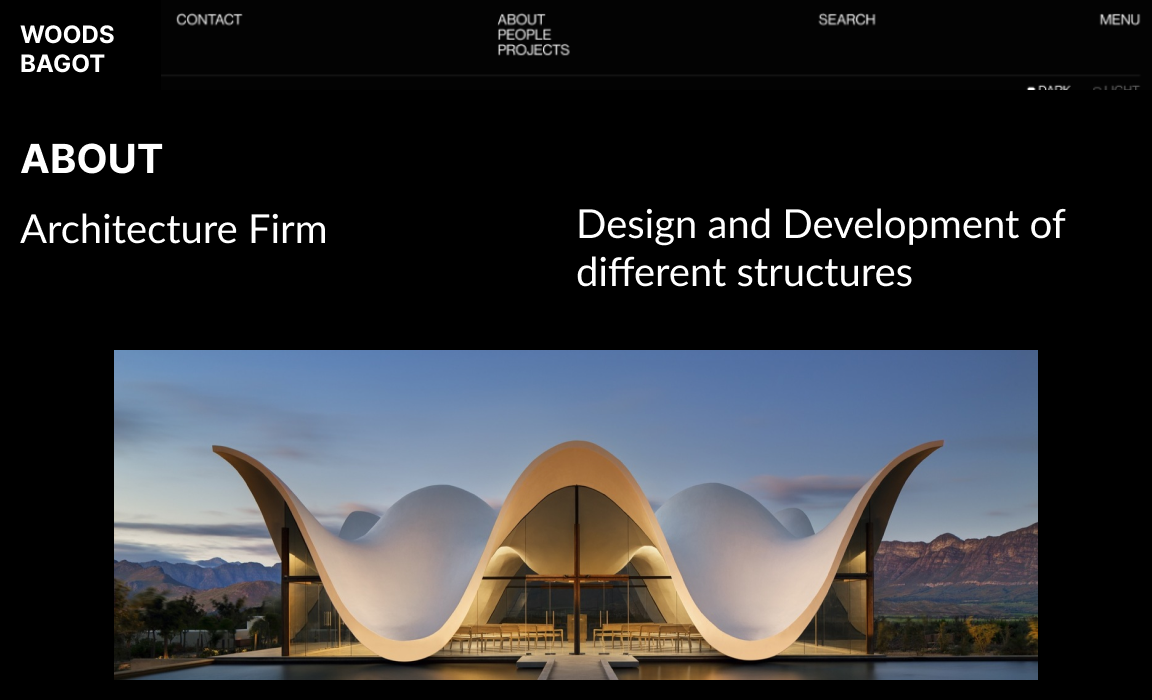 WOODS
BAGOT
CONTACT
ABOUT
PEOPLE
PROJECTS
SEARCH
MENU
DARK
LIGHT
ABOUT
Architecture Firm
Design and Development of
different structures